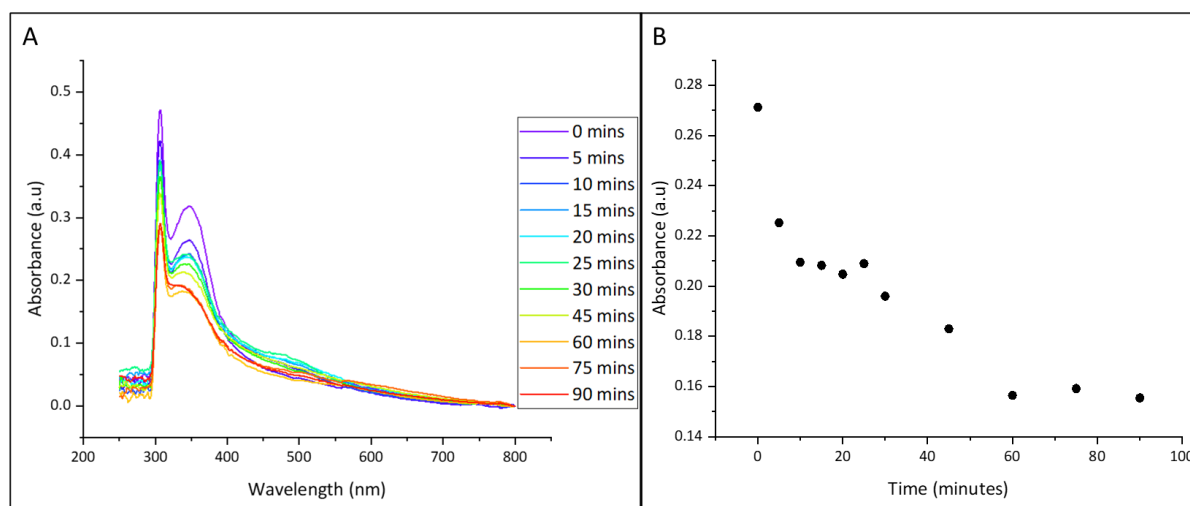 A
Absorbance (a.u)
0.5
0.4
0.3
0.2
0.1
0.0
200 300 400 500 600 700 800
Wavelength (nm)
0 mins
5 mins
10 mins
15 mins
20 mins
25 mins
30 mins
45 mins
60 mins
75 mins
90 mins
B
Absorbance (a.u)
0.28
0.26
0.24
0.22
0.20
0.18
0.16
0.14
0 20 40 60 80 100
Time (minutes)